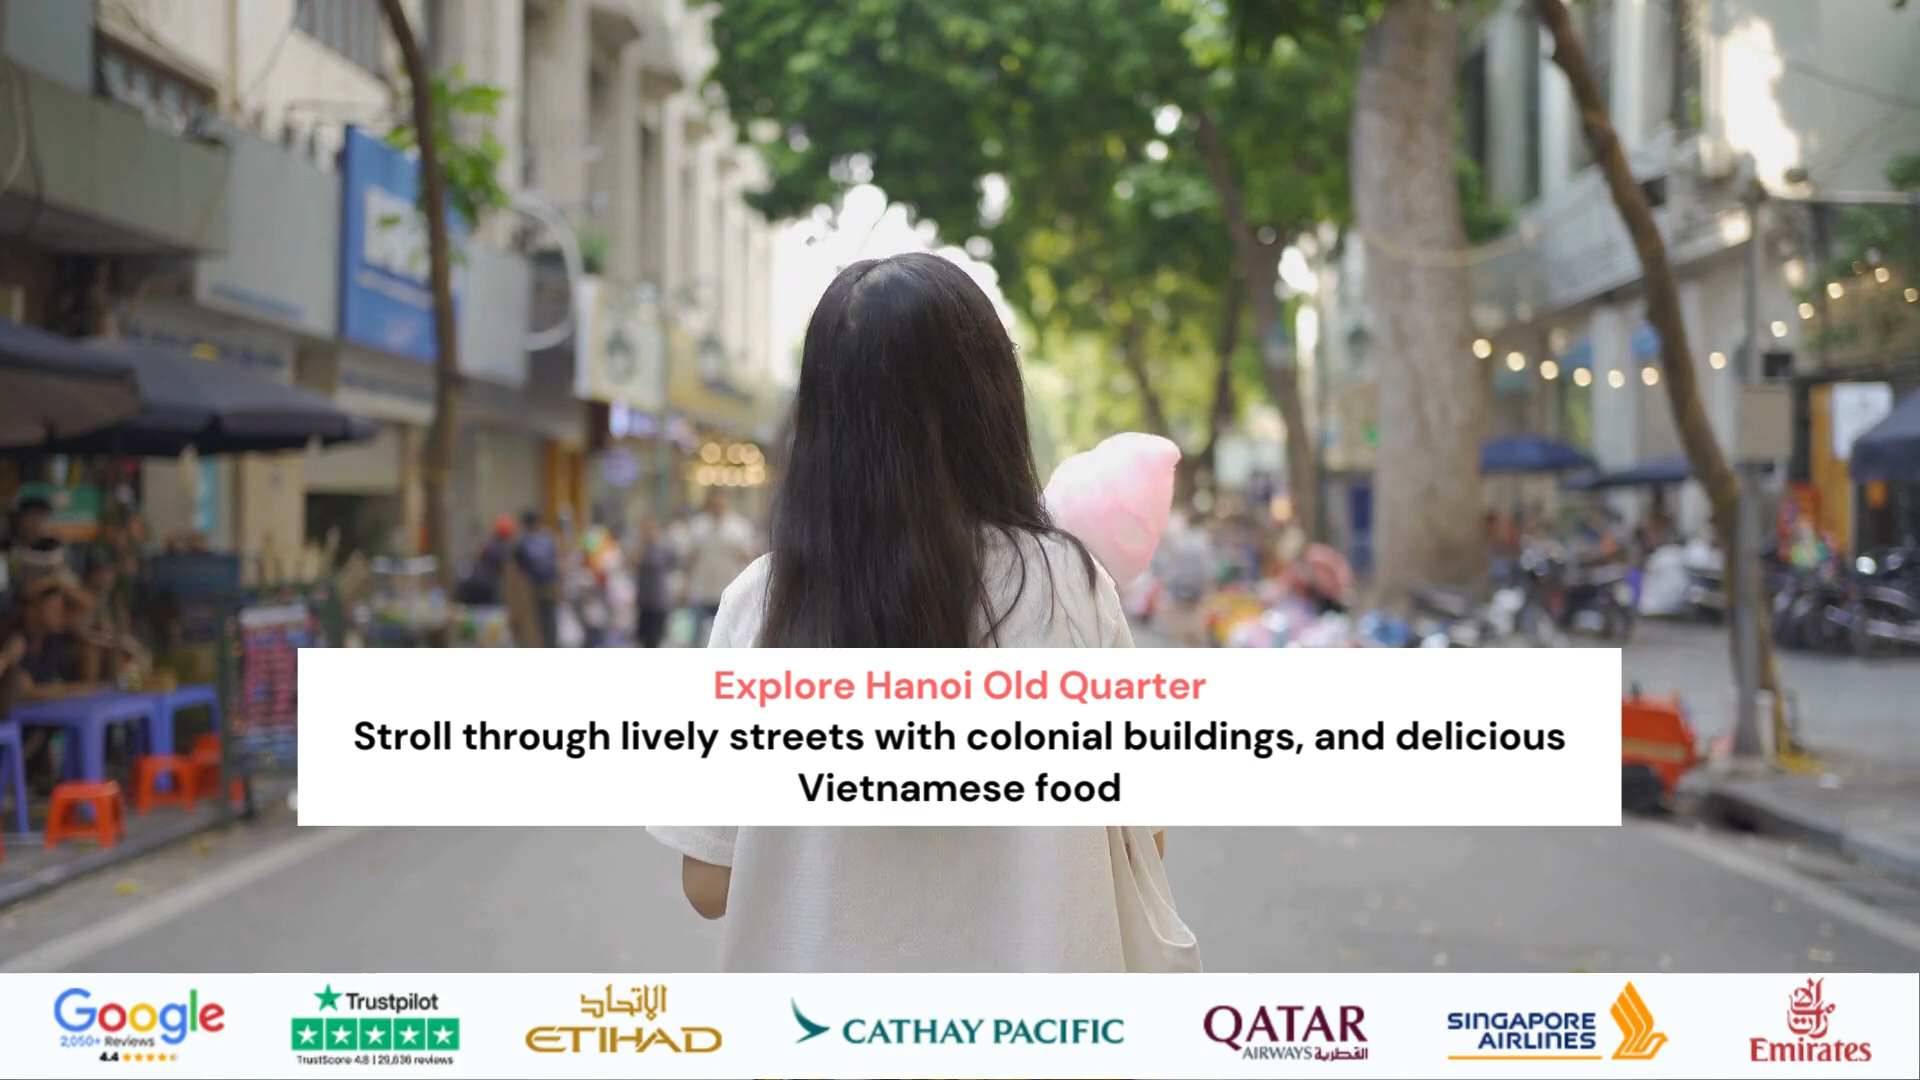 Explore Hanoi Old Quarter
Stroll through lively streets with colonial buildings, and delicious
Vietnamese food
Google
2,050+ Reviews
4.4
Trustpilot
TrustScore 4.8 | 29,636 reviews
الإتحاد
ETIHAD
CATHAY PACIFIC
QATAR
AIRWAYS القطرية
SINGAPORE
AIRLINES
Emirates